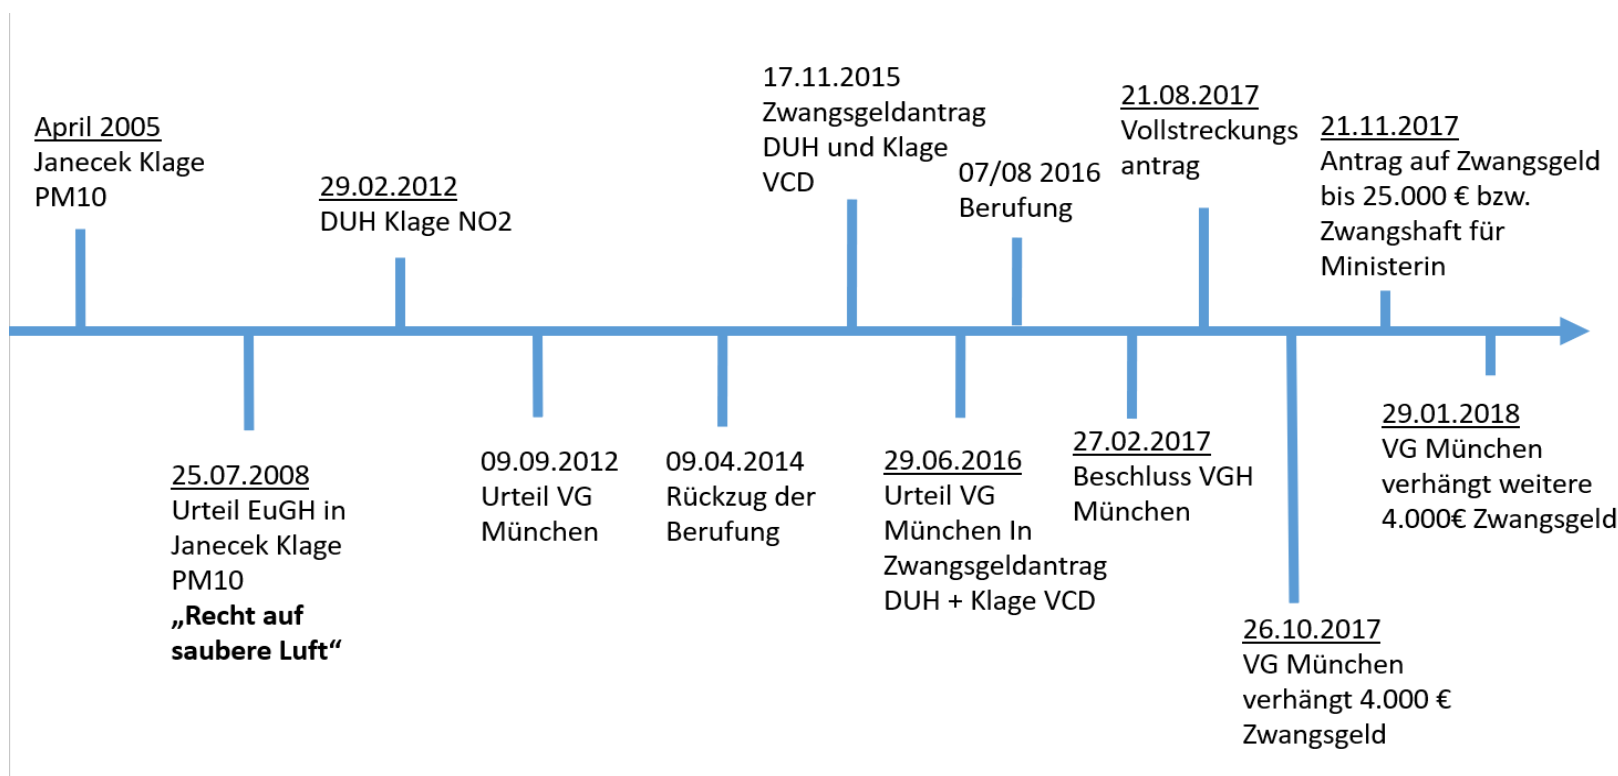 April 2005
Janecek Klage
PM10
25.07.2008
Urteil EuGH in
Janecek Klage
PM10
„Recht auf
saubere Luft“
29.02.2012
DUH Klage NO2
09.09.2012
Urteil VG
München
09.04.2014
Rückzug der
Berufung
17.11.2015
Zwangsgeldantrag
DUH und Klage
VCD
29.06.2016
Urteil VG
München In
Zwangsgeldantrag
DUH + Klage VCD
07/08 2016
Berufung
27.02.2017
Beschluss VGH
München
21.08.2017
Vollstreckungs
antrag
26.10.2017
VG München
verhängt 4.000 €
Zwangsgeld
21.11.2017
Antrag auf Zwangsgeld
bis 25.000 € bzw.
Zwangshaft für
Ministerin
29.01.2018
VG München
verhängt weitere
4.000€ Zwangsgeld